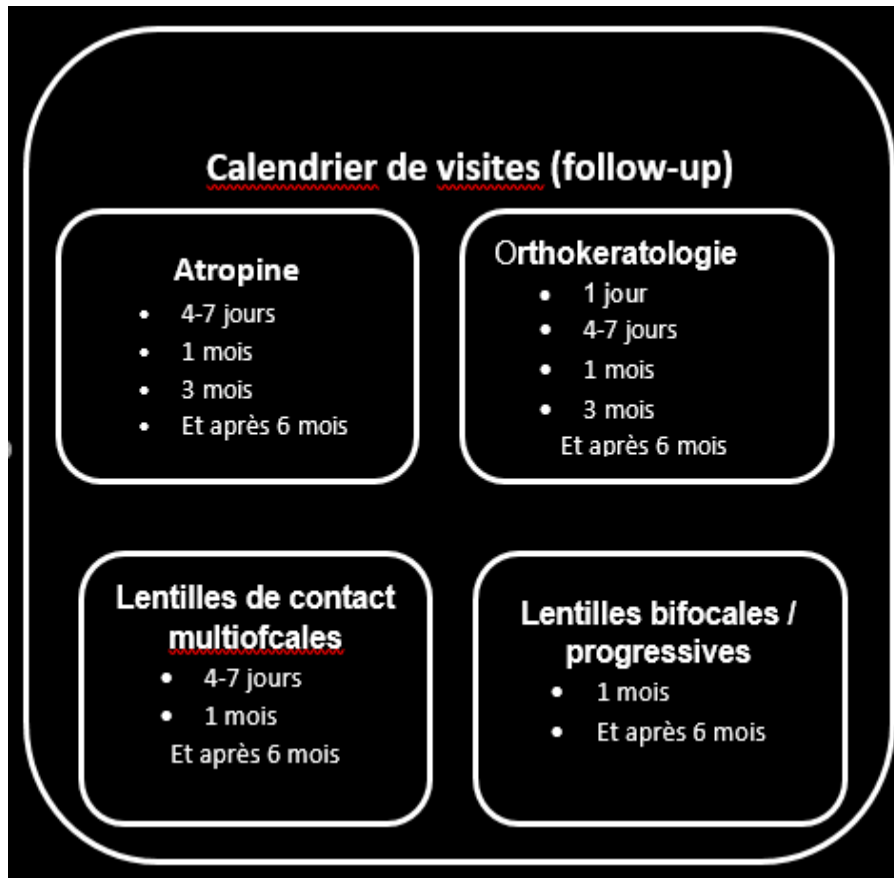 Calendrier de visites (follow-up)
Atropine
• 4-7 jours
• 1 mois
• 3 mois
• Et après 6 mois
Orthokeratologie
• 1 jour
• 4-7 jours
• 1 mois
• 3 mois
Et après 6 mois
Lentilles de contact
multiofcales
• 4-7 jours
• 1 mois
Et après 6 mois
Lentilles bifocales /
progressives
• 1 mois
• Et après 6 mois